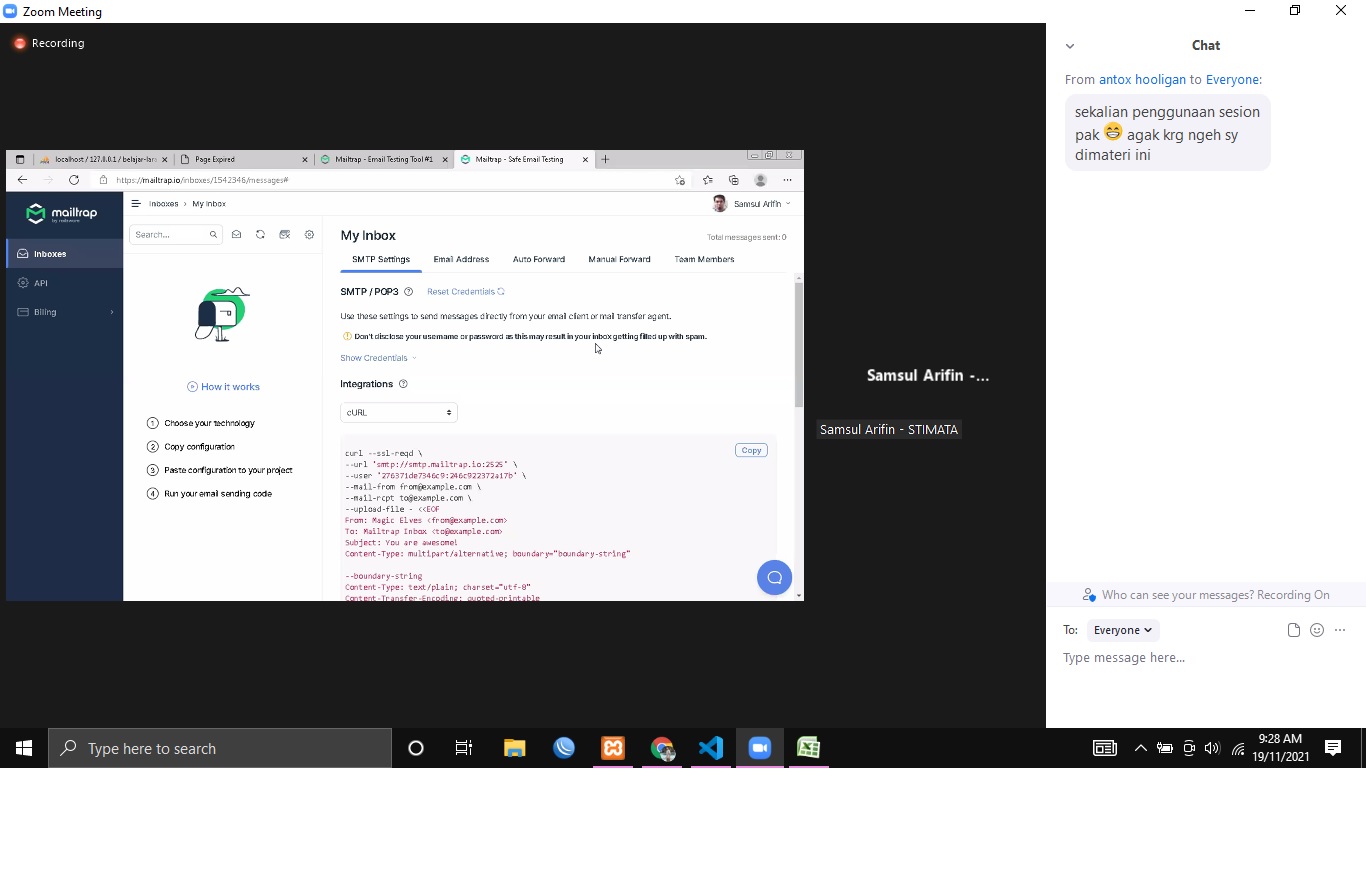 Zoom Meeting
Recording
localhost / 127.0.0.1 / belajar-lar
Page Expired
Mailtrap - Email Testing Tool #1
Mailtrap - Safe Email Testing
https://mailtrap.io/inboxes/1542346/messages#
mailtrap
Inboxes
API
Billing
Inboxes > My Inbox
Samsul Arifin
Search...
How it works
1 Choose your technology
2 Copy configuration
3 Paste configuration to your project
4 Run your email sending code
My Inbox
Total messages sent: 0
SMTP Settings Email Address Auto Forward Manual Forward Team Members
SMTP / POP3 Reset Credentials
Use these settings to send messages directly from your email client or mail transfer agent.
Don't disclose your username or password as this may result in your inbox getting filled up with spam.
Show Credentials
Integrations
cURL
Copy
curl --ssl-reqd \
--url 'smtp://smtp.mailtrap.io:2525' \
--user '276371de7346c9:246c922372a17b' \
--mail-from from@example.com \
--mail-rcpt to@example.com \
--upload-file - <<EOF
From: Magic Elves <from@example.com>
To: Mailtrap Inbox <to@example.com>
Subject: You are awesome!
Content-Type: multipart/alternative; boundary="boundary-string"
--boundary-string
Content-Type: text/plain; charset="utf-8"
Content-Transfer-Encoding: quoted-printable
Samsul Arifin -...
Samsul Arifin - STIMATA
Chat
From antox hooligan to Everyone:
sekalian penggunaan sesion
pak 😁 agak krg ngeh sy
dimateri ini
Who can see your messages? Recording On
To: Everyone
Type message here...
Type here to search
9:28 AM
19/11/2021